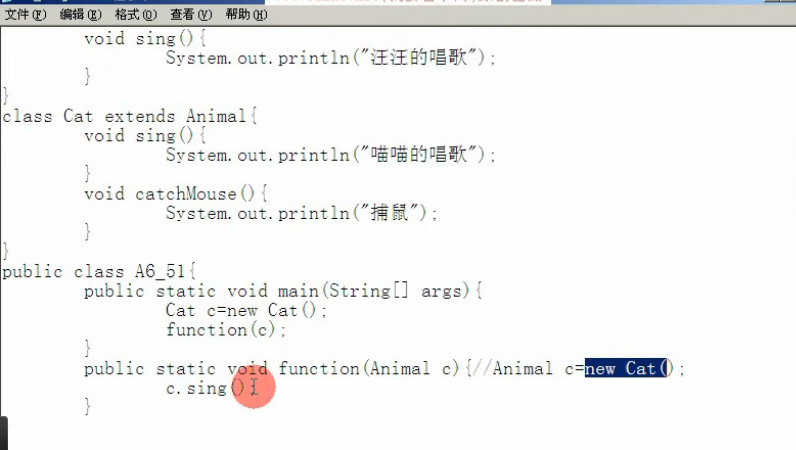 文件(F) 编辑(E) 格式(O) 查看(V) 帮助(H)
void sing(){
System.out.println("汪汪的唱歌");
}
}
class Cat extends Animal{
void sing(){
System.out.println("喵喵的唱歌");
}
void catchMouse(){
System.out.println("捕鼠");
}
}
public class A6_51{
public static void main(String[] args){
Cat c=new Cat();
function(c);
}
public static void function(Animal c){//Animal c=new Cat();
c.sing();
}